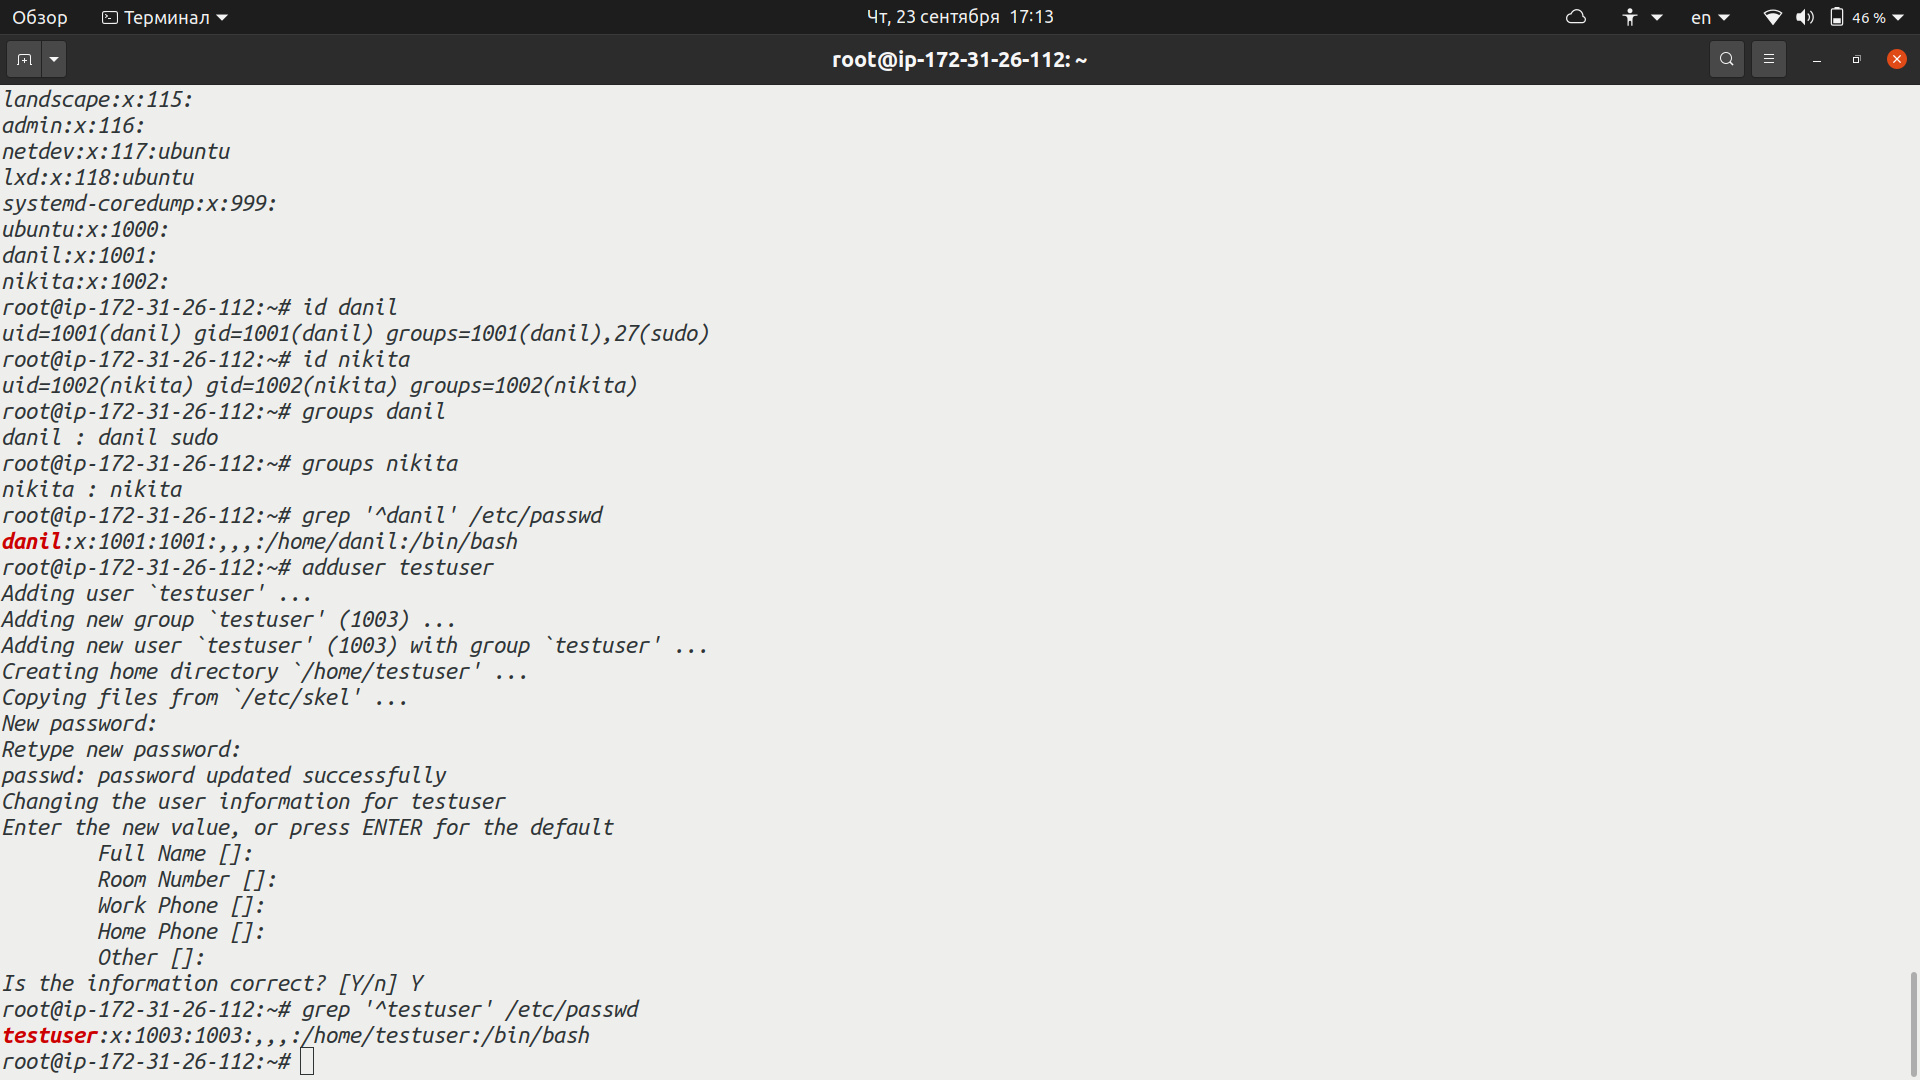 Обзор Терминал Чт, 23 сентября 17:13 en 46 %
root@ip-172-31-26-112: ~
landscape:x:115:
admin:x:116:
netdev:x:117:ubuntu
lxd:x:118:ubuntu
systemd-coredump:x:999:
ubuntu:x:1000:
danil:x:1001:
nikita:x:1002:
root@ip-172-31-26-112:~# id danil
uid=1001(danil) gid=1001(danil) groups=1001(danil),27(sudo)
root@ip-172-31-26-112:~# id nikita
uid=1002(nikita) gid=1002(nikita) groups=1002(nikita)
root@ip-172-31-26-112:~# groups danil
danil : danil sudo
root@ip-172-31-26-112:~# groups nikita
nikita : nikita
root@ip-172-31-26-112:~# grep '^danil' /etc/passwd
danil:x:1001:1001:,,,:/home/danil:/bin/bash
root@ip-172-31-26-112:~# adduser testuser
Adding user `testuser' ...
Adding new group `testuser' (1003) ...
Adding new user `testuser' (1003) with group `testuser' ...
Creating home directory `/home/testuser' ...
Copying files from `/etc/skel' ...
New password:
Retype new password:
passwd: password updated successfully
Changing the user information for testuser
Enter the new value, or press ENTER for the default
Full Name []:
Room Number []:
Work Phone []:
Home Phone []:
Other []:
Is the information correct? [Y/n] Y
root@ip-172-31-26-112:~# grep '^testuser' /etc/passwd
testuser:x:1003:1003:,,,:/home/testuser:/bin/bash
root@ip-172-31-26-112:~#